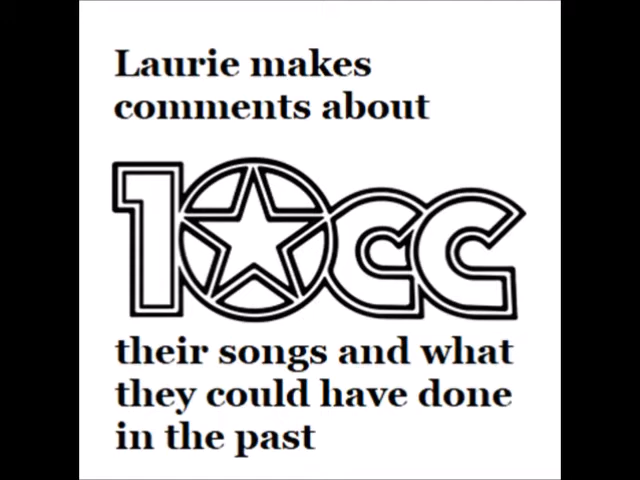 Laurie makes
comments about
10cc
their songs and what
they could have done
in the past